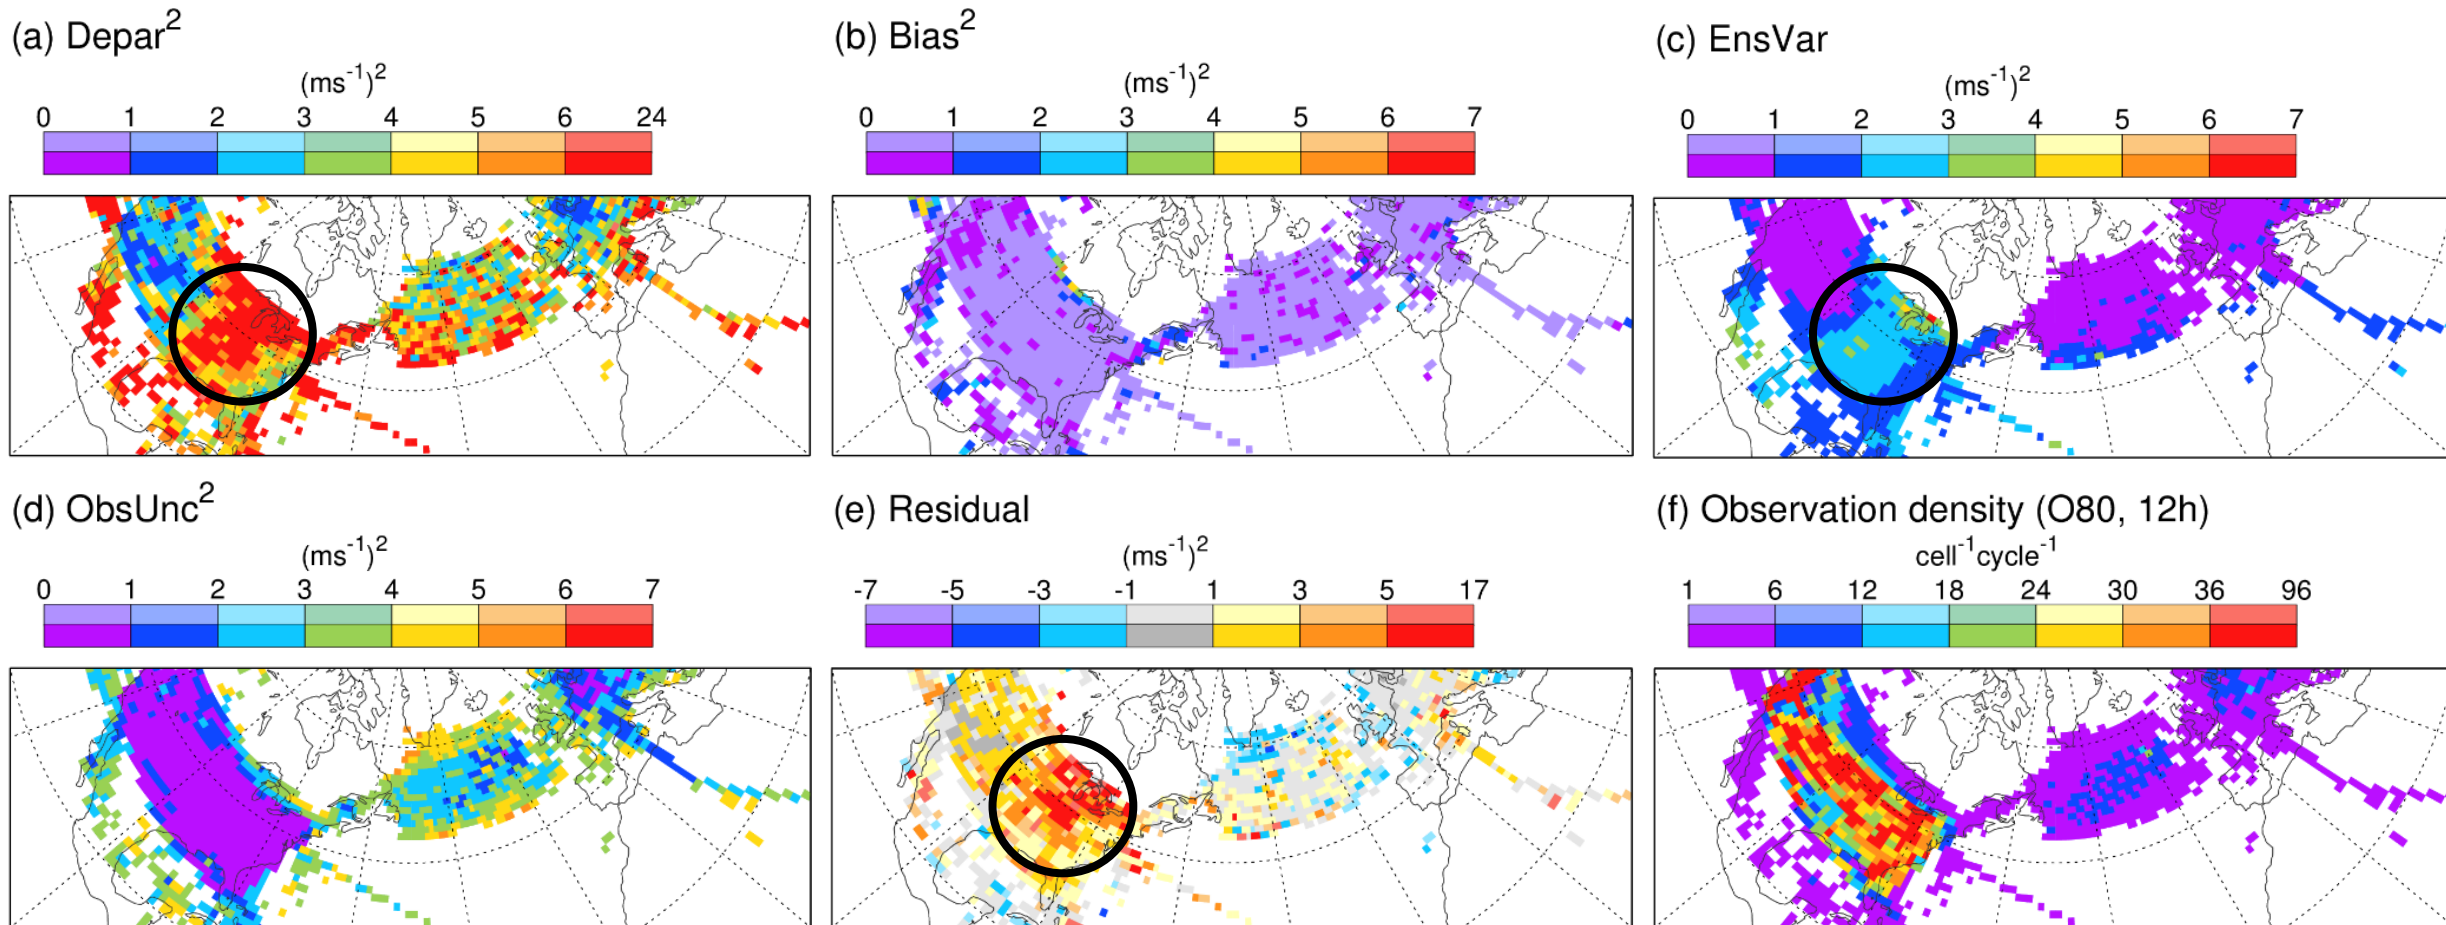 (a) Depar²
(ms⁻¹)²
0 1 2 3 4 5 6 24
(b) Bias²
(ms⁻¹)²
0 1 2 3 4 5 6 7
(c) EnsVar
(ms⁻¹)²
0 1 2 3 4 5 6 7
(d) ObsUnc²
(ms⁻¹)²
0 1 2 3 4 5 6 7
(e) Residual
(ms⁻¹)²
-7 -5 -3 -1 1 3 5 17
(f) Observation density (O80, 12h)
cell⁻¹cycle⁻¹
1 6 12 18 24 30 36 96